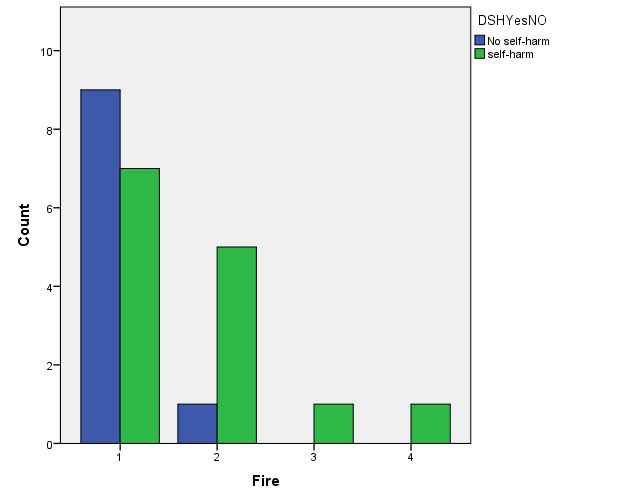 DSHYesNO
No self-harm
self-harm
10
8
6
4
2
0
Count
1 2 3 4
Fire